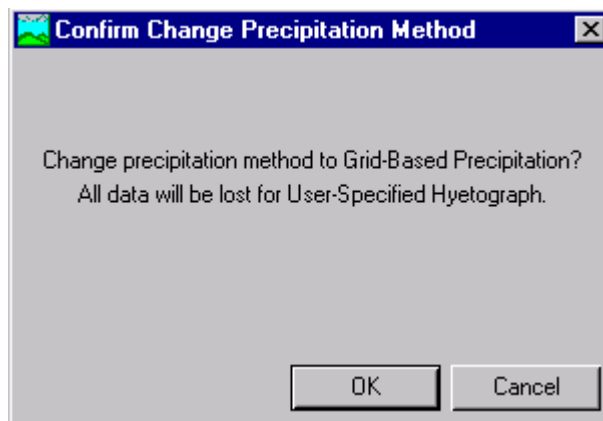 Confirm Change Precipitation Method
Change precipitation method to Grid-Based Precipitation?
All data will be lost for User-Specified Hyetograph.
OK
Cancel